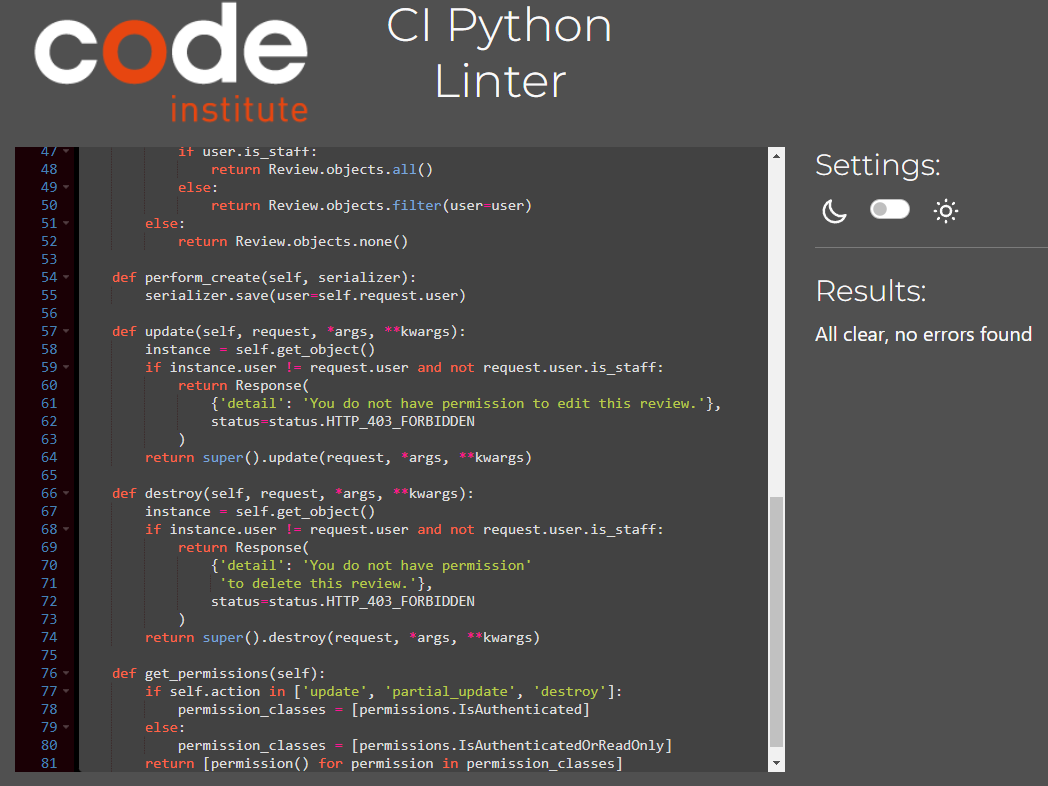 code
institute
CI Python
Linter
47 if user.is_staff:
48 return Review.objects.all()
49 else:
50 return Review.objects.filter(user=user)
51 else:
52 return Review.objects.none()
53
54 def perform_create(self, serializer):
55 serializer.save(user=self.request.user)
56
57 def update(self, request, *args, **kwargs):
58 instance = self.get_object()
59 if instance.user != request.user and not request.user.is_staff:
60 return Response(
61 {'detail': 'You do not have permission to edit this review.'},
62 status=status.HTTP_403_FORBIDDEN
63 )
64 return super().update(request, *args, **kwargs)
65
66 def destroy(self, request, *args, **kwargs):
67 instance = self.get_object()
68 if instance.user != request.user and not request.user.is_staff:
69 return Response(
70 {'detail': 'You do not have permission'
71 'to delete this review.'},
72 status=status.HTTP_403_FORBIDDEN
73 )
74 return super().destroy(request, *args, **kwargs)
75
76 def get_permissions(self):
77 if self.action in ['update', 'partial_update', 'destroy']:
78 permission_classes = [permissions.IsAuthenticated]
79 else:
80 permission_classes = [permissions.IsAuthenticatedOrReadOnly]
81 return [permission() for permission in permission_classes]
Settings:
Results:
All clear, no errors found